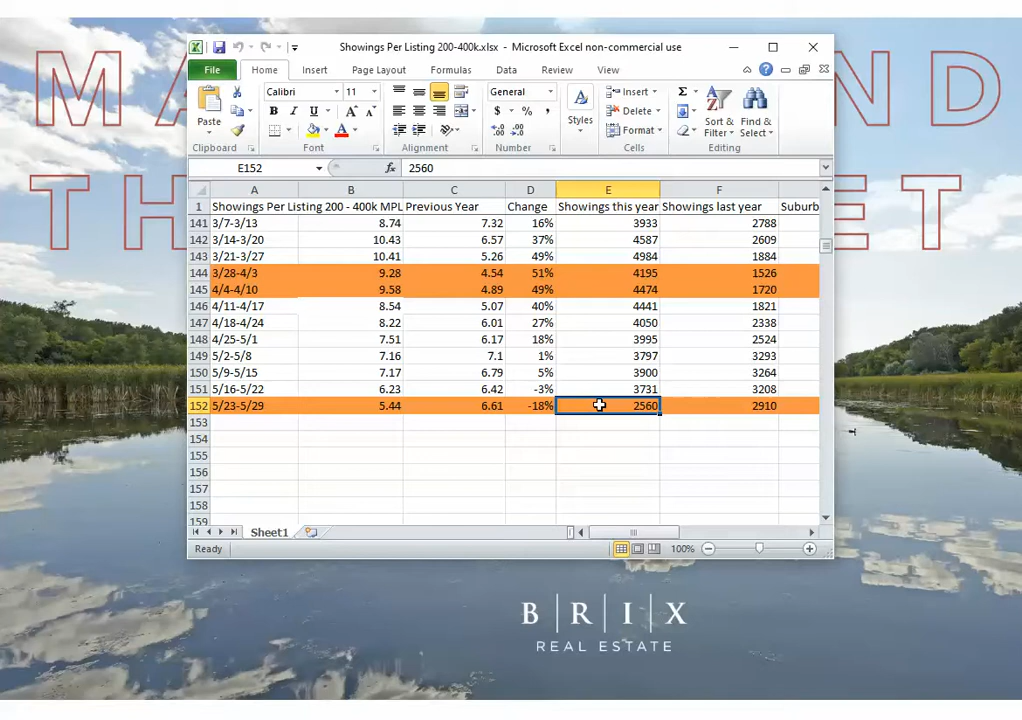 MA ND
TH ET
Showings Per Listing 200-400k.xlsx - Microsoft Excel non-commercial use
File Home Insert Page Layout Formulas Data Review View
Paste
Calibri 11
B I U
A A
A
General
$ % ,
Styles
Insert
Delete
Format
Σ
Sort & Filter
Find & Select
Clipboard Font Alignment Number Cells Editing
E152 fx 2560
A B C D E F
1 Showings Per Listing 200 - 400k MPL Previous Year Change Showings this year Showings last year Suburb
141 3/7-3/13 8.74 7.32 16% 3933 2788
142 3/14-3/20 10.43 6.57 37% 4587 2609
143 3/21-3/27 10.41 5.26 49% 4984 1884
144 3/28-4/3 9.28 4.54 51% 4195 1526
145 4/4-4/10 9.58 4.89 49% 4474 1720
146 4/11-4/17 8.54 5.07 40% 4441 1821
147 4/18-4/24 8.22 6.01 27% 4050 2338
148 4/25-5/1 7.51 6.17 18% 3995 2524
149 5/2-5/8 7.16 7.1 1% 3797 3293
150 5/9-5/15 7.17 6.79 5% 3900 3264
151 5/16-5/22 6.23 6.42 -3% 3731 3208
152 5/23-5/29 5.44 6.61 -18% 2560 2910
153
154
155
156
157
158
159
Sheet1
Ready 100%
B|R|I|X
REAL ESTATE